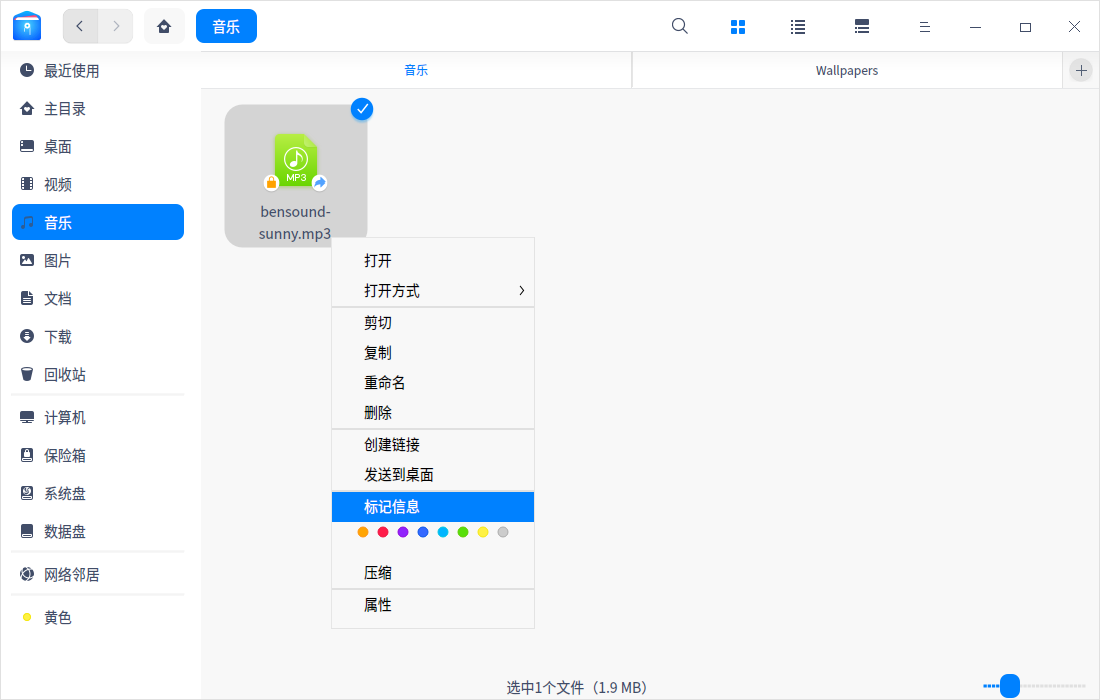 音乐
最近使用
主目录
桌面
视频
音乐
图片
文档
下载
回收站
计算机
保险箱
系统盘
数据盘
网络邻居
黄色
音乐
Wallpapers
MP3
bensound-
sunny.mp3
打开
打开方式
剪切
复制
重命名
删除
创建链接
发送到桌面
标记信息
压缩
属性
选中1个文件（1.9 MB）